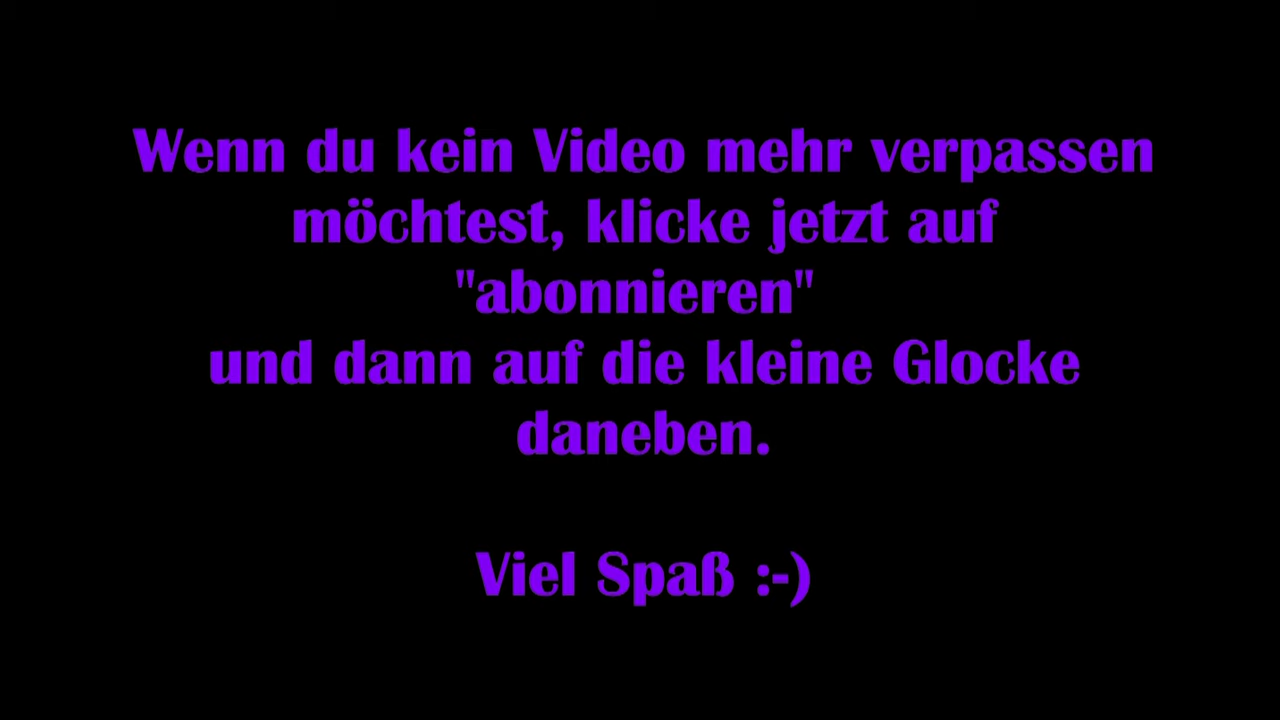 Wenn du kein Video mehr verpassen
möchtest, klicke jetzt auf
"abonnieren"
und dann auf die kleine Glocke
daneben.
Viel Spaß :-)